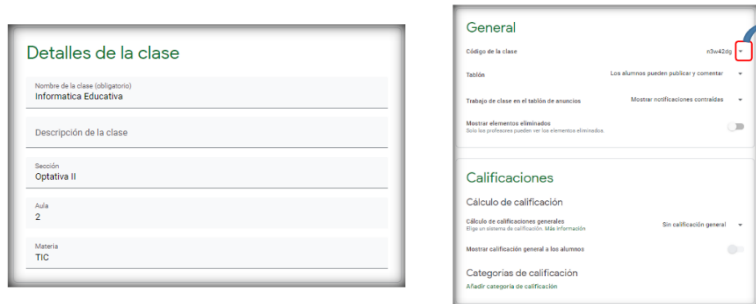 Detalles de la clase
Nombre de la clase (obligatorio)
Informatica Educativa
Descripción de la clase
Sección
Optativa II
Aula
2
Materia
TIC
General
Código de la clase n3w42dg
Tablón Los alumnos pueden publicar y comentar
Trabajo de clase en el tablón de anuncios Mostrar notificaciones contraídas
Mostrar elementos eliminados
Solo los profesores pueden ver los elementos eliminados.
Calificaciones
Cálculo de calificación
Cálculo de calificaciones generales Sin calificación general
Elige un sistema de calificación. Más información
Mostrar calificación general a los alumnos
Categorías de calificación
Añadir categoría de calificación